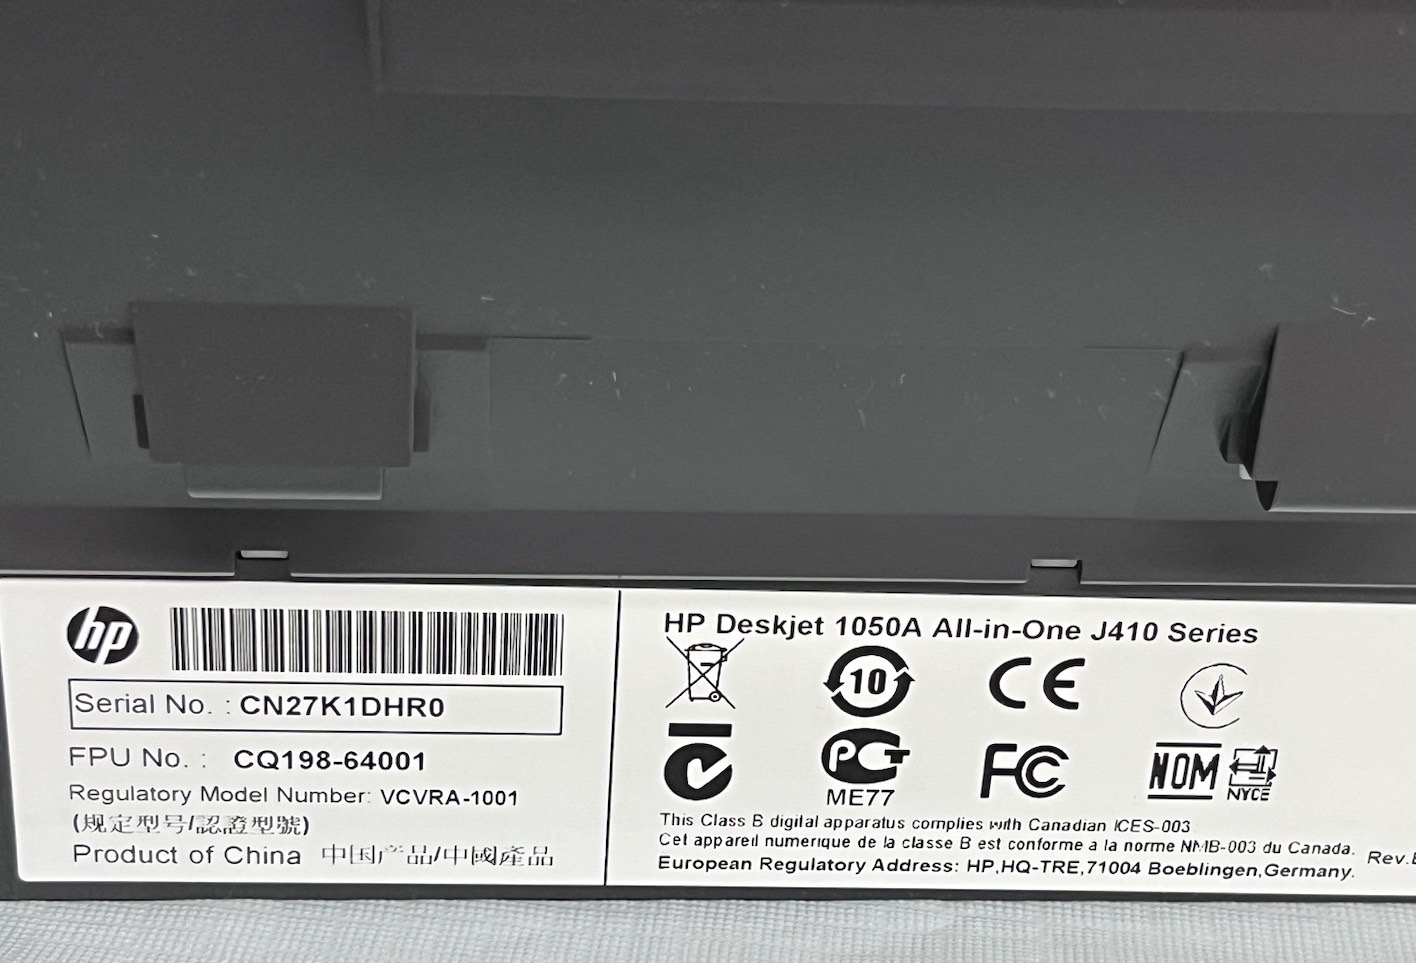 hp
Serial No. : CN27K1DHR0
FPU No. : CQ198-64001
Regulatory Model Number: VCVRA-1001
(规定型号/認證型號)
Product of China 中国产品/中國產品
HP Deskjet 1050A All-in-One J410 Series
10
CE
PCT
ME77
FC
NOM
NYCE
This Class B digital apparatus complies with Canadian ICES-003
Cet appareil numerique de la classe B est conforme a la norme NMB-003 du Canada.
European Regulatory Address: HP,HQ-TRE,71004 Boeblingen,Germany.
Rev.